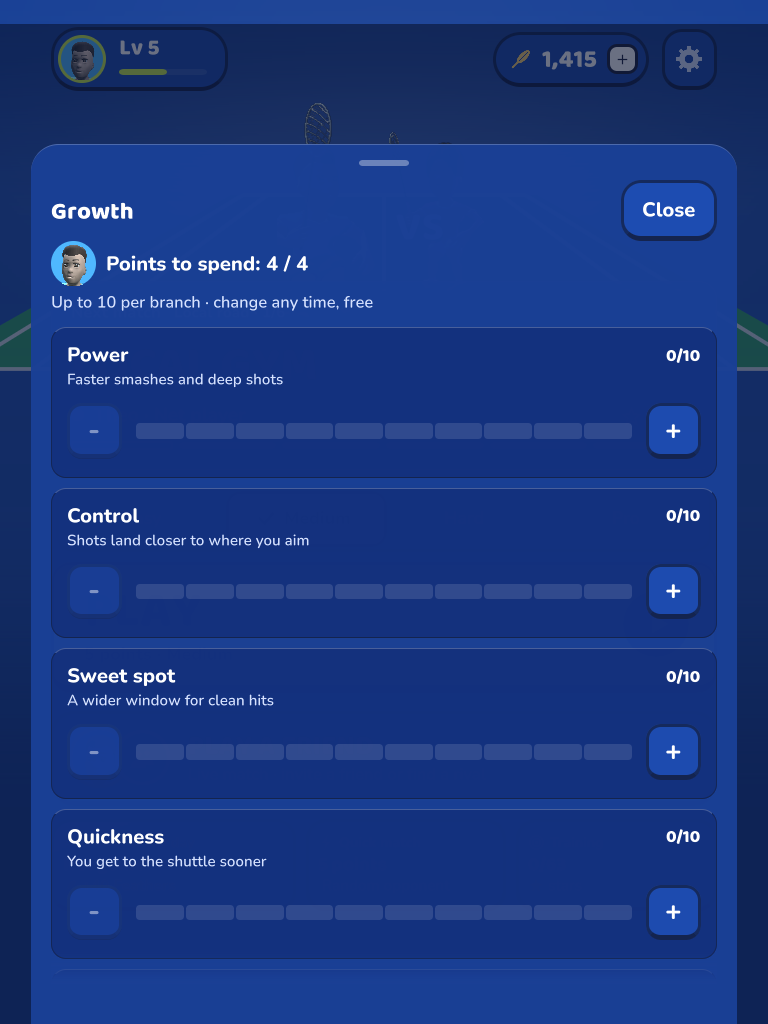 Lv 5
1,415
+
Growth
Close
Points to spend: 4 / 4
Up to 10 per branch · change any time, free
Power
0/10
Faster smashes and deep shots
-
+
Control
0/10
Shots land closer to where you aim
-
+
Sweet spot
0/10
A wider window for clean hits
-
+
Quickness
0/10
You get to the shuttle sooner
-
+